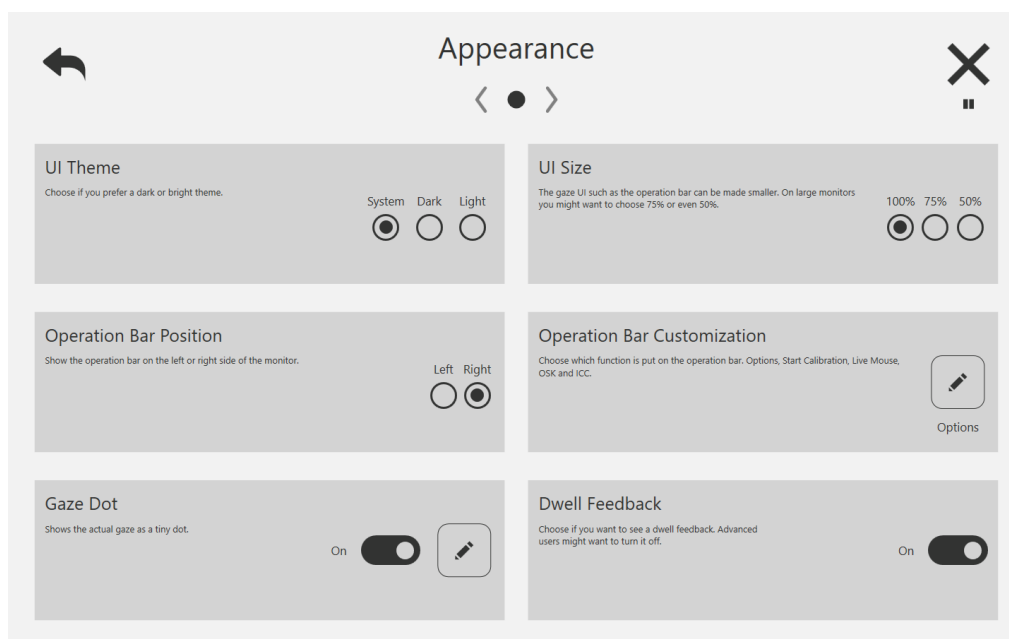 Appearance
UI Theme
Choose if you prefer a dark or bright theme.
System Dark Light
UI Size
The gaze UI such as the operation bar can be made smaller. On large monitors
you might want to choose 75% or even 50%.
100% 75% 50%
Operation Bar Position
Show the operation bar on the left or right side of the monitor.
Left Right
Operation Bar Customization
Choose which function is put on the operation bar. Options, Start Calibration, Live Mouse,
OSK and ICC.
Options
Gaze Dot
Shows the actual gaze as a tiny dot.
On
Dwell Feedback
Choose if you want to see a dwell feedback. Advanced
users might want to turn it off.
On